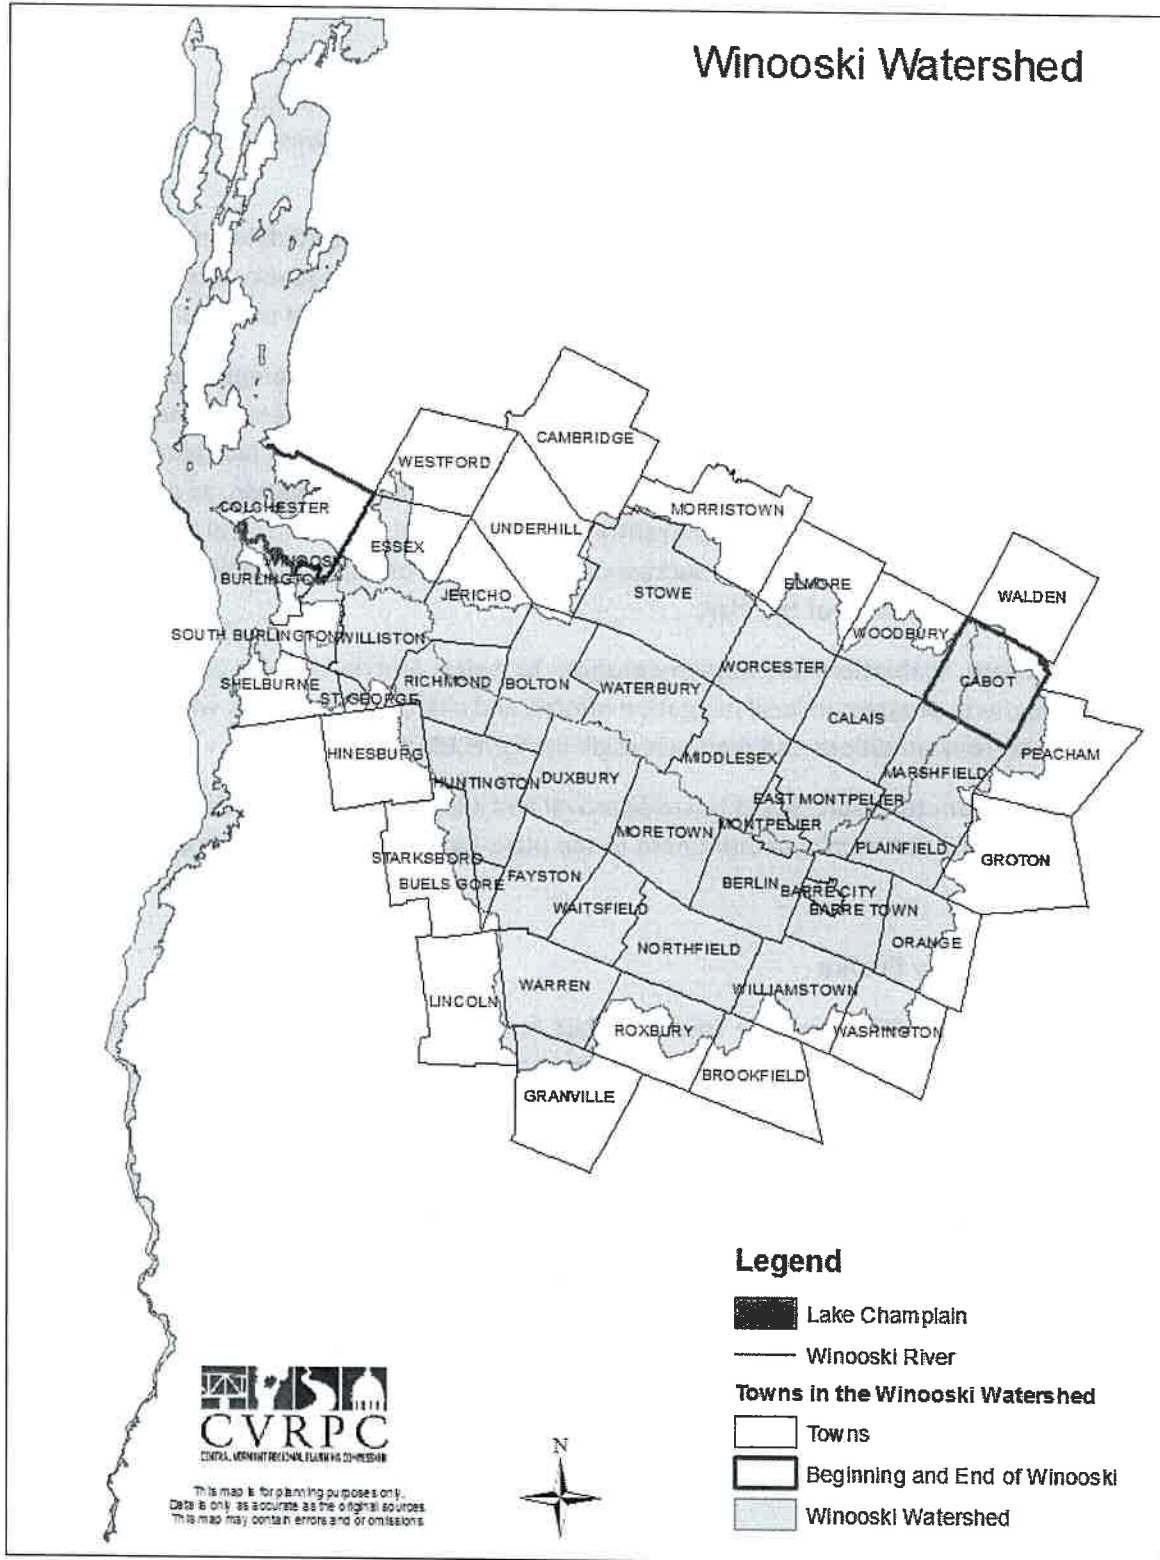 Winooski Watershed
CAMBRIDGE
WESTFORD
MORRISTOWN
COLCHESTER
UNDERHILL
ESSEX
WINOOSKI
BURLINGTON
JERICHO
STOWE
ELMORE
WALDEN
SOUTH BURLINGTON
WILLISTON
WOODBURY
WORCESTER
SHELBURNE
ST GEORGE
RICHMOND
BOLTON
WATERBURY
CABOT
CALAIS
HINESBURG
HUNTINGTON
DUXBURY
MIDDLESEX
MARSHFIELD
PEACHAM
EAST MONTPELIER
MONTPELIER
MORETOWN
PLAINFIELD
STARKSBORO
BUELS GORE
FAYSTON
BERLIN
BARRE CITY
GROTON
WAITSFIELD
BARRE TOWN
NORTHFIELD
ORANGE
LINCOLN
WARREN
WILLIAMSTOWN
ROXBURY
WASHINGTON
BROOKFIELD
GRANVILLE
Legend
Lake Champlain
Winooski River
Towns in the Winooski Watershed
Towns
Beginning and End of Winooski
Winooski Watershed
CVRPC
CENTRAL VERMONT REGIONAL PLANNING COMMISSION
This map is for planning purposes only.
Data is only as accurate as the original sources.
This map may contain errors and or omissions.
N